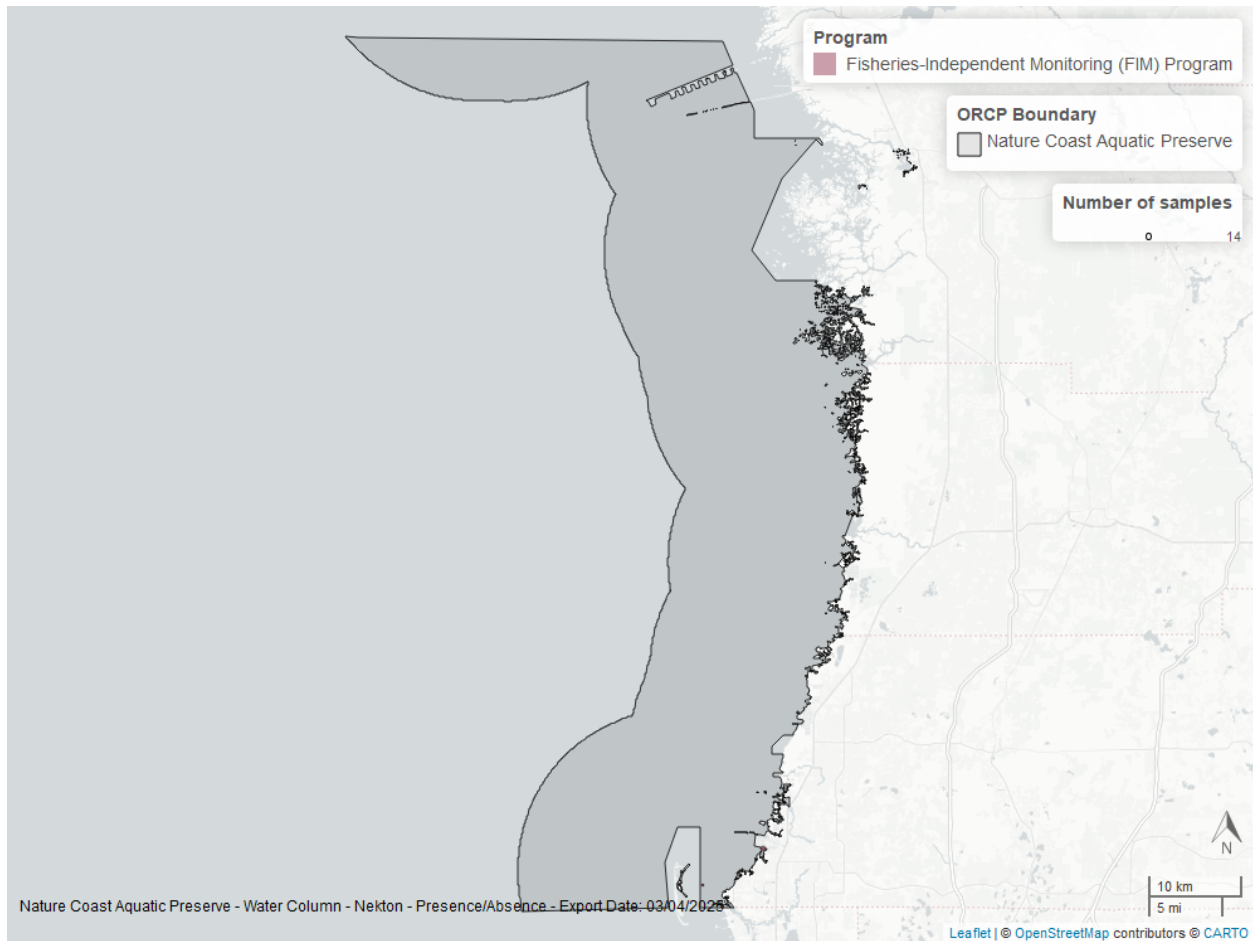 Program
Fisheries-Independent Monitoring (FIM) Program
ORCP Boundary
Nature Coast Aquatic Preserve
Number of samples
14
N
10 km
5 mi
Nature Coast Aquatic Preserve - Water Column - Nekton - Presence/Absence - Export Date: 03/04/2025
Leaflet | © OpenStreetMap contributors © CARTO